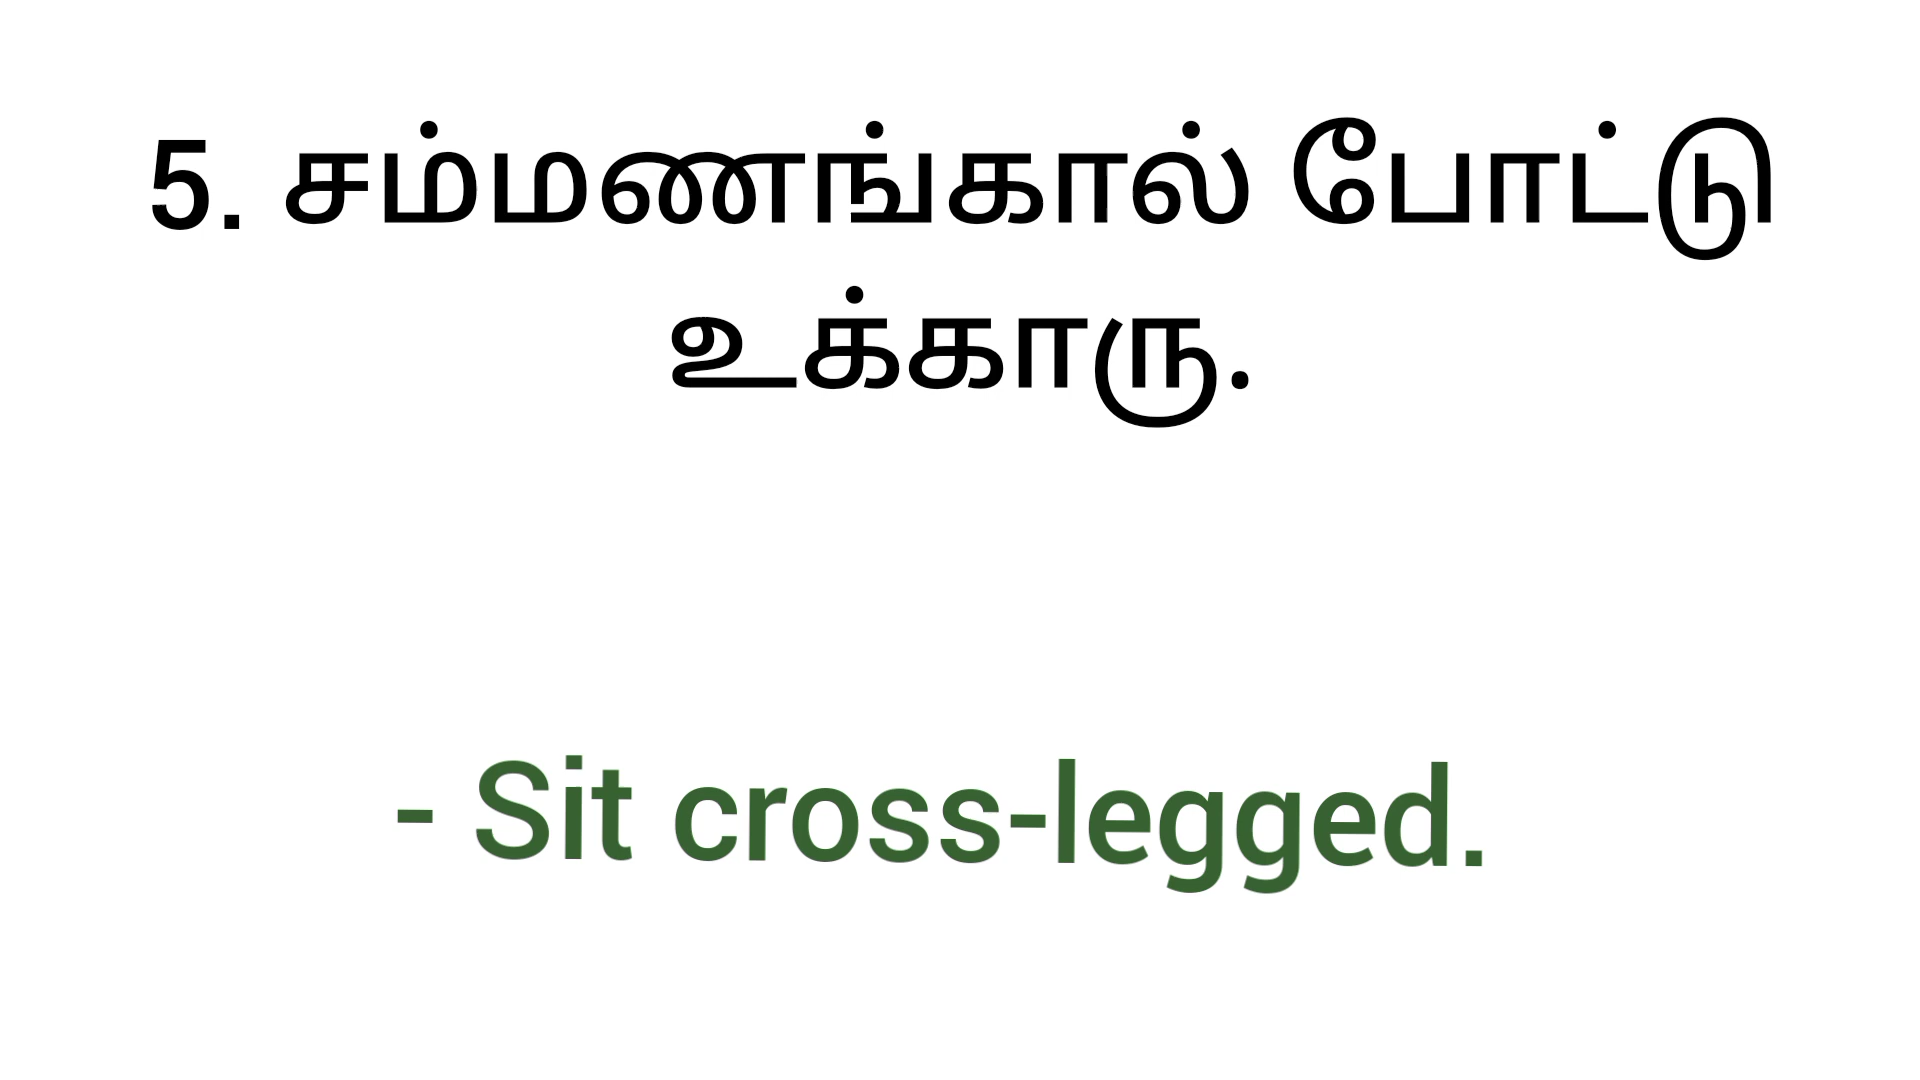 5. சம்மணங்கால் போட்டு
உக்காரு.
- Sit cross-legged.